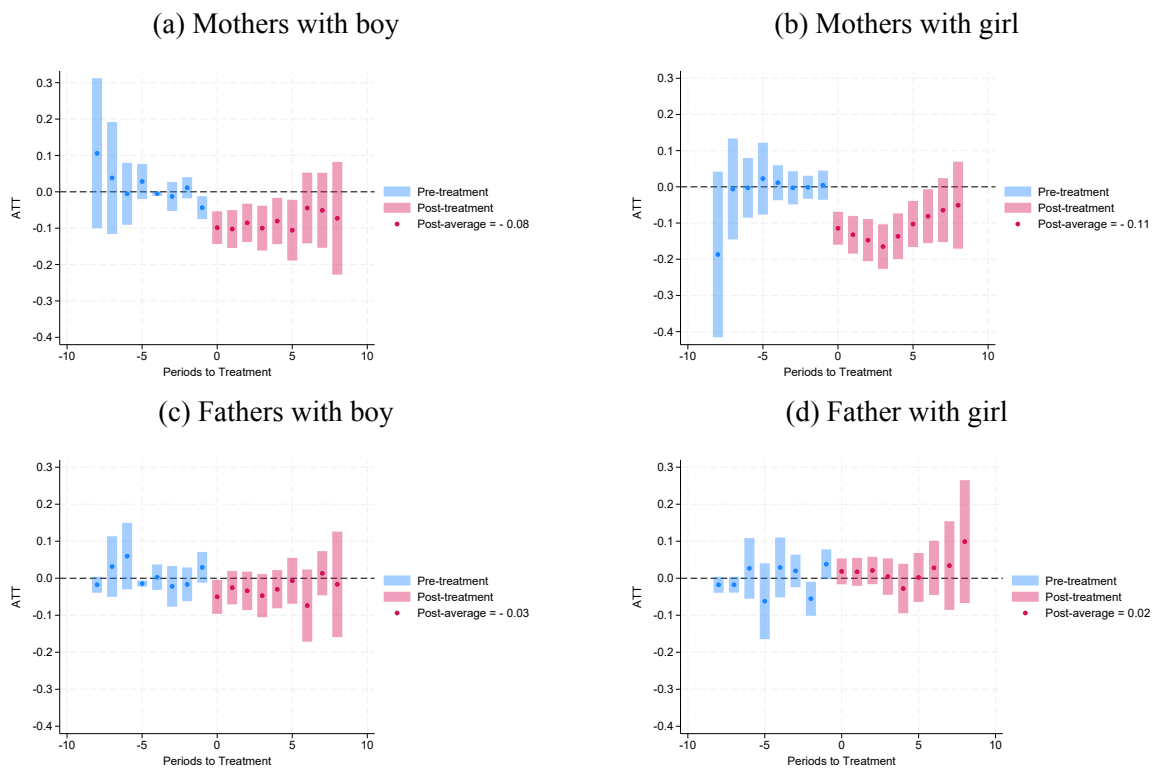 (a) Mothers with boy
0.3
0.2
0.1
0.0
-0.1
-0.2
-0.3
-0.4
ATT
-10
-5
0
5
10
Periods to Treatment
Pre-treatment
Post-treatment
Post-average = - 0.08
(b) Mothers with girl
0.3
0.2
0.1
0.0
-0.1
-0.2
-0.3
-0.4
ATT
-10
-5
0
5
10
Periods to Treatment
Pre-treatment
Post-treatment
Post-average = - 0.11
(c) Fathers with boy
0.3
0.2
0.1
0.0
-0.1
-0.2
-0.3
-0.4
ATT
-10
-5
0
5
10
Periods to Treatment
Pre-treatment
Post-treatment
Post-average = - 0.03
(d) Father with girl
0.3
0.2
0.1
0.0
-0.1
-0.2
-0.3
-0.4
ATT
-10
-5
0
5
10
Periods to Treatment
Pre-treatment
Post-treatment
Post-average = 0.02